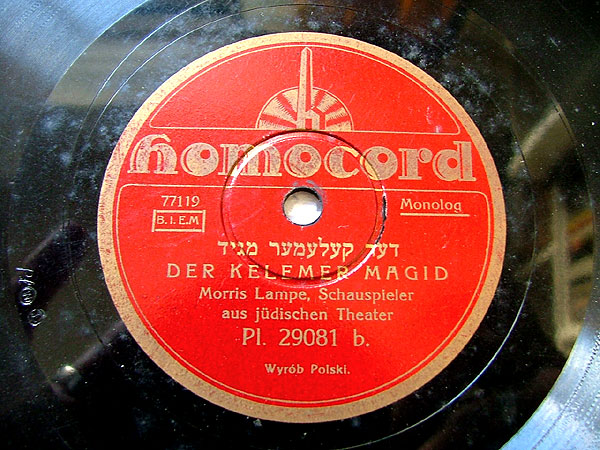 homocord
77119
B.I.E.M
Monolog
דער קעלעמער מגיד
DER KELEMER MAGID
Morris Lampe, Schauspieler
aus jüdischen Theater
Pl. 29081 b.
Wyrób Polski.